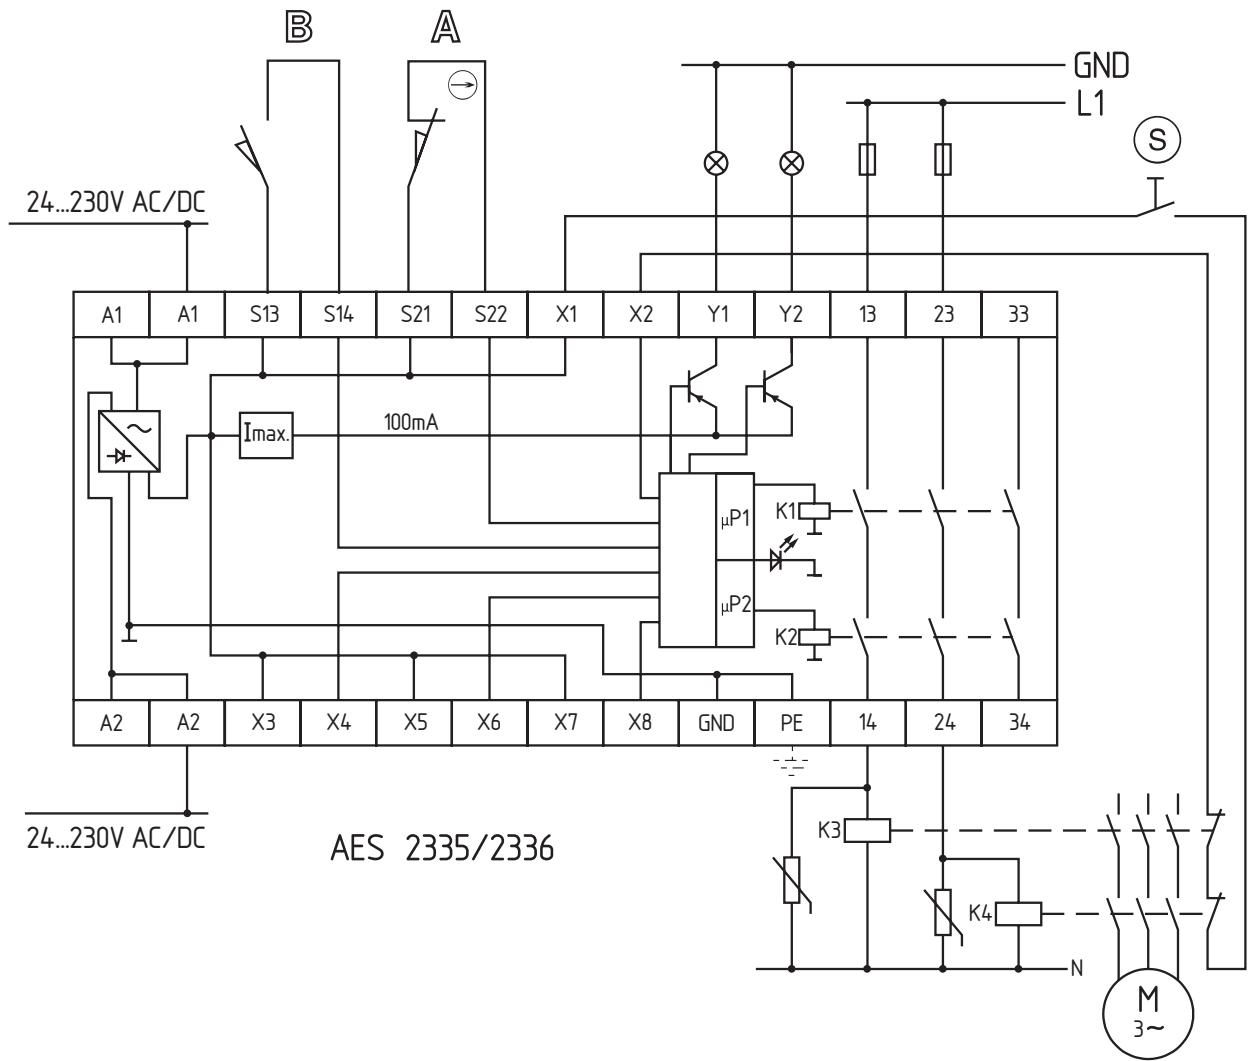 B A
GND
L1
S
24...230V AC/DC
A1 A1 S13 S14 S21 S22 X1 X2 Y1 Y2 13 23 33
100mA
Imax.
µP1 K1
µP2 K2
A2 A2 X3 X4 X5 X6 X7 X8 GND PE 14 24 34
24...230V AC/DC
AES 2335/2336
K3
K4
N
M
3~